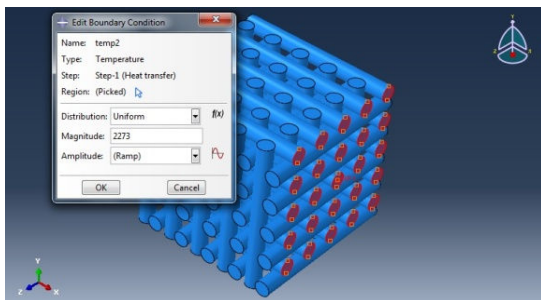 Edit Boundary Condition
Name: temp2
Type: Temperature
Step: Step-1 (Heat transfer)
Region: (Picked)
Distribution: Uniform f(x)
Magnitude: 2273
Amplitude: (Ramp)
OK Cancel
Y
Z X